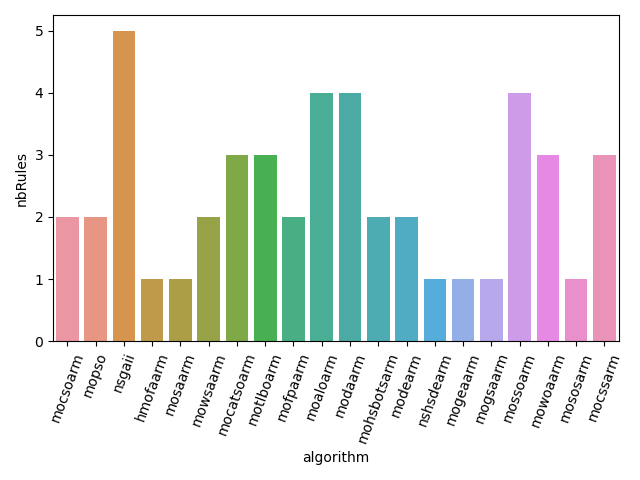 5
4
3
2
1
0
nbRules
mocsoarm
mopso
nsgaii
hmofaarm
mosaarm
mowsaarm
mocatsoarm
motlboarm
mofpaarm
moaloarm
modaarm
mohsbotsarm
modearm
nshsdearm
mogeaarm
mogsaarm
mossoarm
mowoaarm
mososarm
mocssarm
algorithm